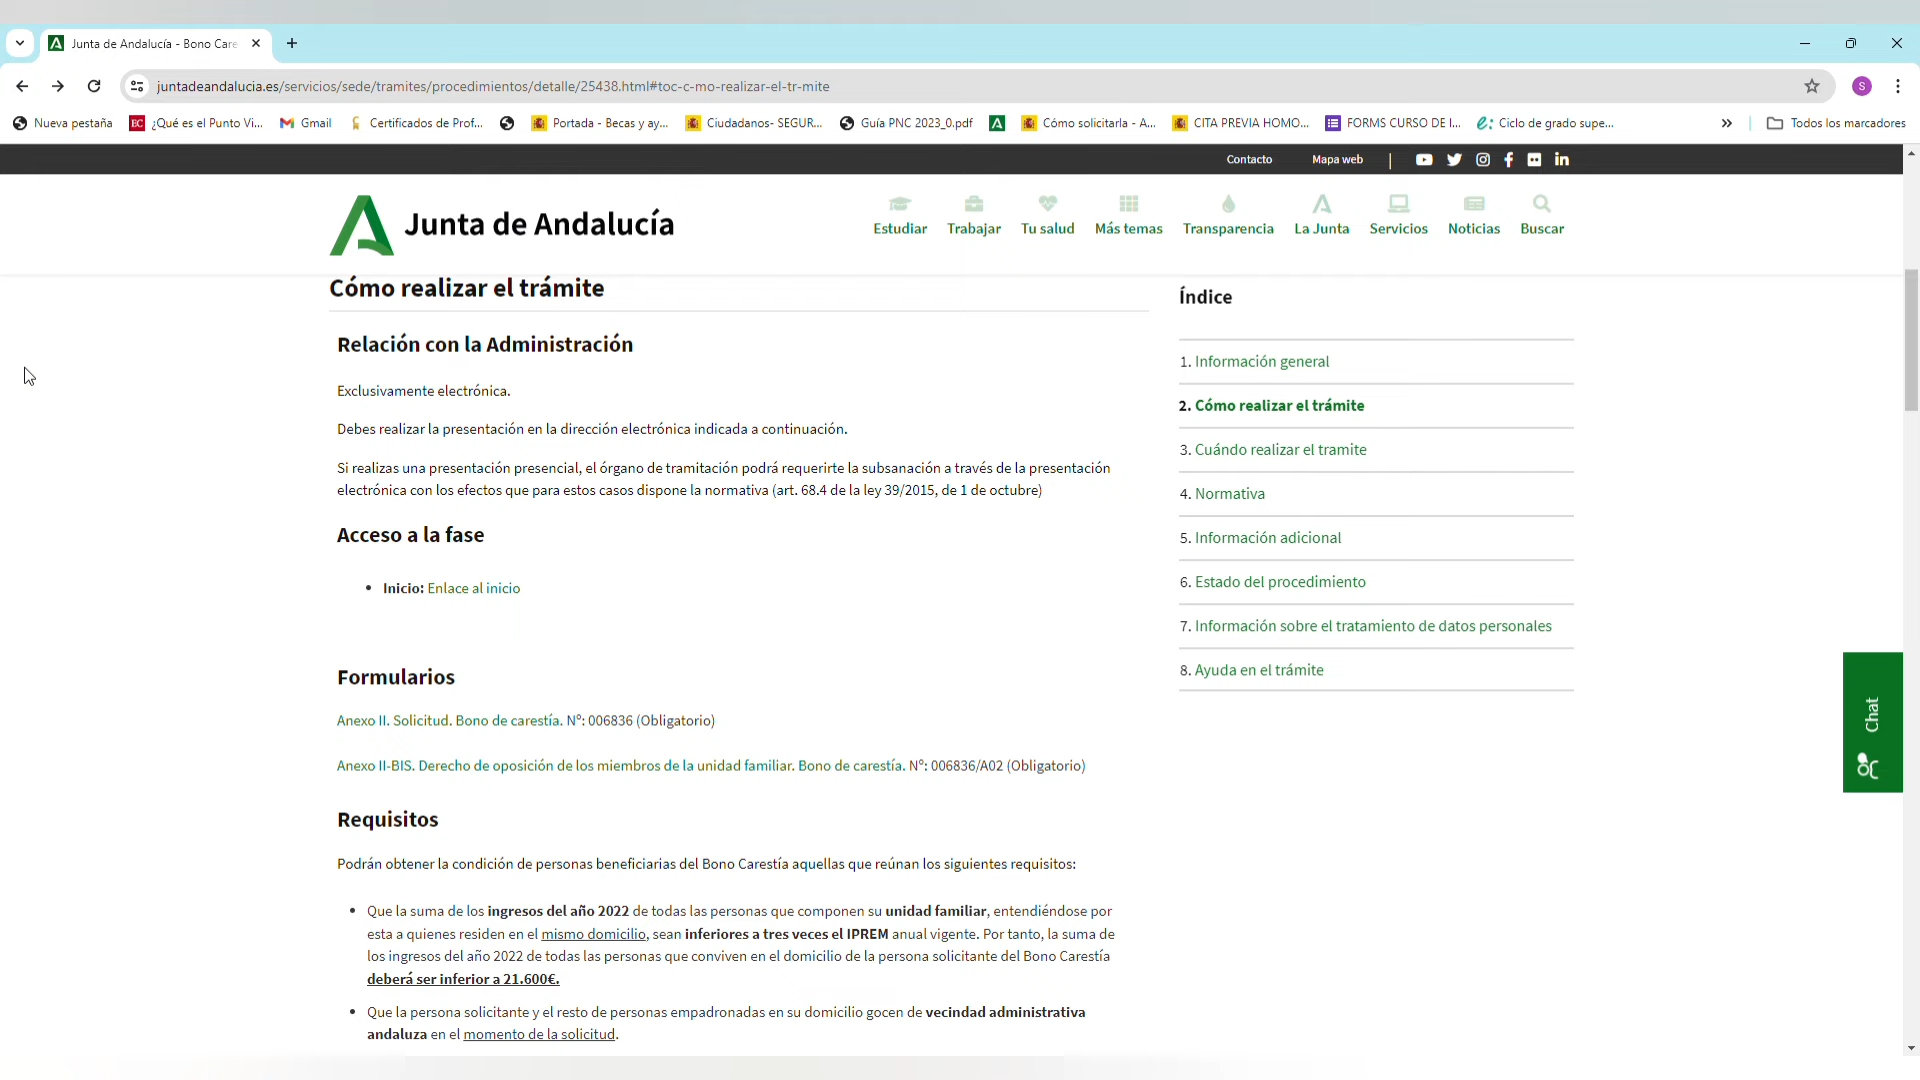 Junta de Andalucía - Bono Care
juntadeandalucia.es/servicios/sede/tramites/procedimientos/detalle/25438.html#toc-c-mo-realizar-el-tr-mite
S
Nueva pestaña
EC ¿Qué es el Punto Vi...
Gmail
Certificados de Prof...
Portada - Becas y ay...
Ciudadanos- SEGUR...
Guía PNC 2023_0.pdf
Cómo solicitarla - A...
CITA PREVIA HOMO...
FORMS CURSO DE I...
Ciclo de grado supe...
Todos los marcadores
Contacto
Mapa web
Junta de Andalucía
Estudiar
Trabajar
Tu salud
Más temas
Transparencia
La Junta
Servicios
Noticias
Buscar
Cómo realizar el trámite
Relación con la Administración
Exclusivamente electrónica.
Debes realizar la presentación en la dirección electrónica indicada a continuación.
Si realizas una presentación presencial, el órgano de tramitación podrá requerirte la subsanación a través de la presentación
electrónica con los efectos que para estos casos dispone la normativa (art. 68.4 de la ley 39/2015, de 1 de octubre)
Acceso a la fase
• Inicio: Enlace al inicio
Formularios
Anexo II. Solicitud. Bono de carestía. Nº: 006836 (Obligatorio)
Anexo II-BIS. Derecho de oposición de los miembros de la unidad familiar. Bono de carestía. Nº: 006836/A02 (Obligatorio)
Requisitos
Podrán obtener la condición de personas beneficiarias del Bono Carestía aquellas que reúnan los siguientes requisitos:
• Que la suma de los ingresos del año 2022 de todas las personas que componen su unidad familiar, entendiéndose por
esta a quienes residen en el mismo domicilio, sean inferiores a tres veces el IPREM anual vigente. Por tanto, la suma de
los ingresos del año 2022 de todas las personas que conviven en el domicilio de la persona solicitante del Bono Carestía
deberá ser inferior a 21.600€.
• Que la persona solicitante y el resto de personas empadronadas en su domicilio gocen de vecindad administrativa
andaluza en el momento de la solicitud.
Índice
1. Información general
2. Cómo realizar el trámite
3. Cuándo realizar el tramite
4. Normativa
5. Información adicional
6. Estado del procedimiento
7. Información sobre el tratamiento de datos personales
8. Ayuda en el trámite
Chat